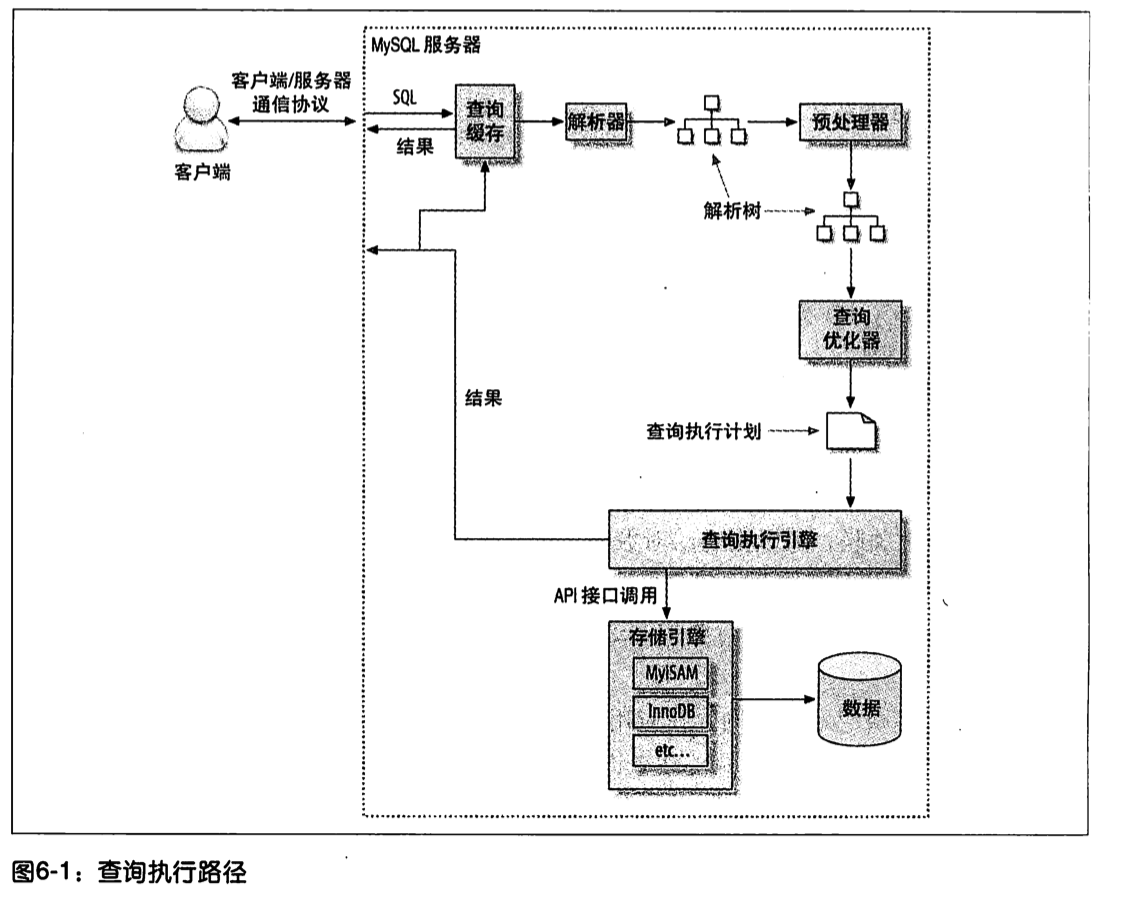 MySQL 服务器
客户端/服务器
通信协议
客户端
SQL
结果
查询
缓存
解析器
预处理器
解析树
查询
优化器
结果
查询执行计划
查询执行引擎
API 接口调用
存储引擎
MyISAM
InnoDB
etc...
数据
图6-1：查询执行路径